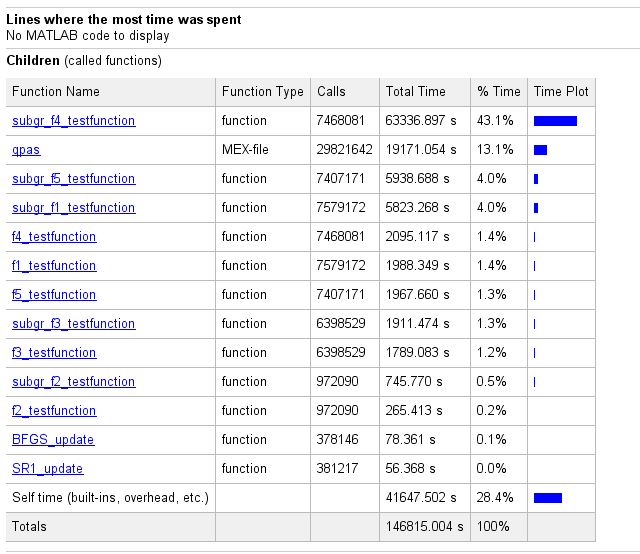 Lines where the most time was spent
No MATLAB code to display
Children (called functions)
Function Name Function Type Calls Total Time % Time Time Plot
subgr_f4_testfunction function 7468081 63336.897 s 43.1%
qpas MEX-file 29821642 19171.054 s 13.1%
subgr_f5_testfunction function 7407171 5938.688 s 4.0%
subgr_f1_testfunction function 7579172 5823.268 s 4.0%
f4_testfunction function 7468081 2095.117 s 1.4%
f1_testfunction function 7579172 1988.349 s 1.4%
f5_testfunction function 7407171 1967.660 s 1.3%
subgr_f3_testfunction function 6398529 1911.474 s 1.3%
f3_testfunction function 6398529 1789.083 s 1.2%
subgr_f2_testfunction function 972090 745.770 s 0.5%
f2_testfunction function 972090 265.413 s 0.2%
BFGS_update function 378146 78.361 s 0.1%
SR1_update function 381217 56.368 s 0.0%
Self time (built-ins, overhead, etc.) 41647.502 s 28.4%
Totals 146815.004 s 100%